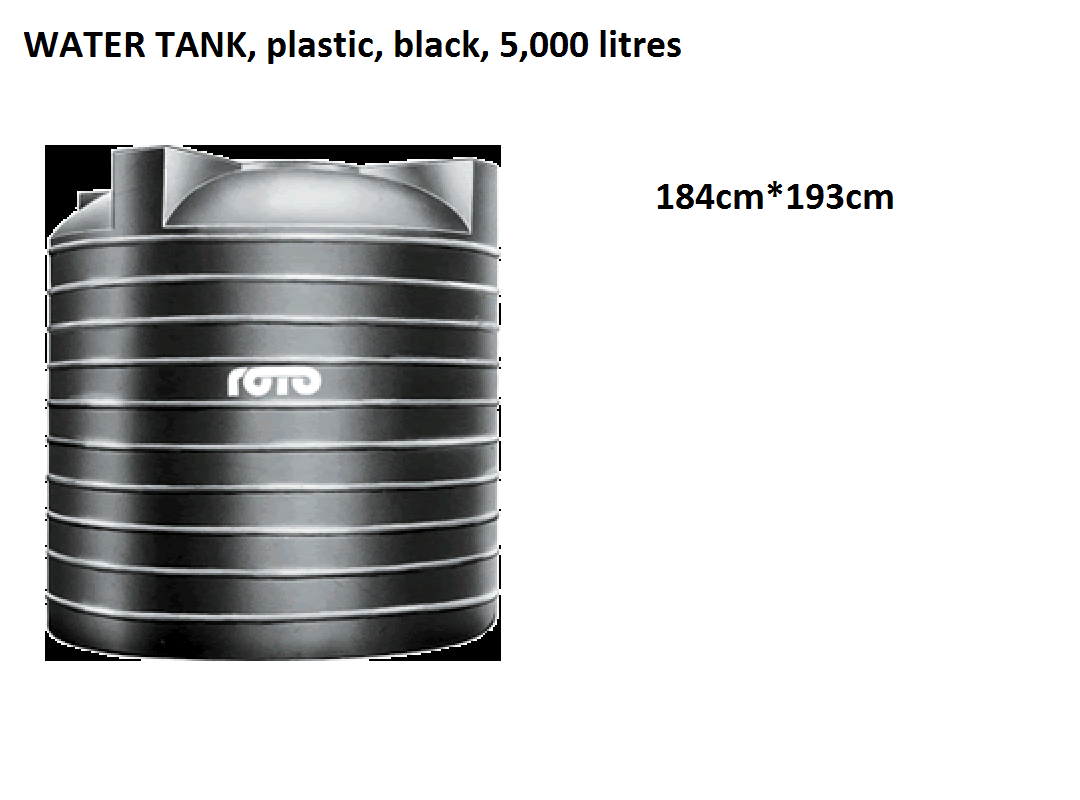 WATER TANK, plastic, black, 5,000 litres
184cm*193cm
roto